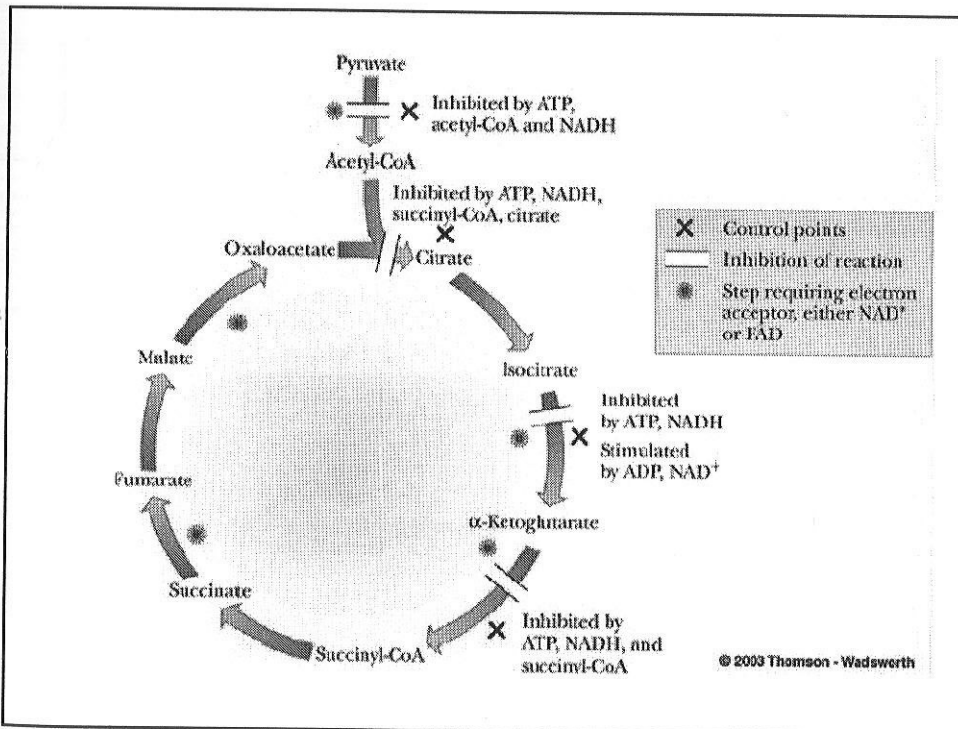 Pyruvate
Inhibited by ATP,
acetyl-CoA and NADH
Acetyl-CoA
Inhibited by ATP, NADH,
succinyl-CoA, citrate
Oxaloacetate
Citrate
Control points
Inhibition of reaction
Step requiring electron
acceptor, either NAD⁺
or FAD
Malate
Isocitrate
Inhibited
by ATP, NADH
Stimulated
by ADP, NAD⁺
Fumarate
α-Ketoglutarate
Succinate
Succinyl-CoA
Inhibited by
ATP, NADH, and
succinyl-CoA
© 2003 Thomson - Wadsworth